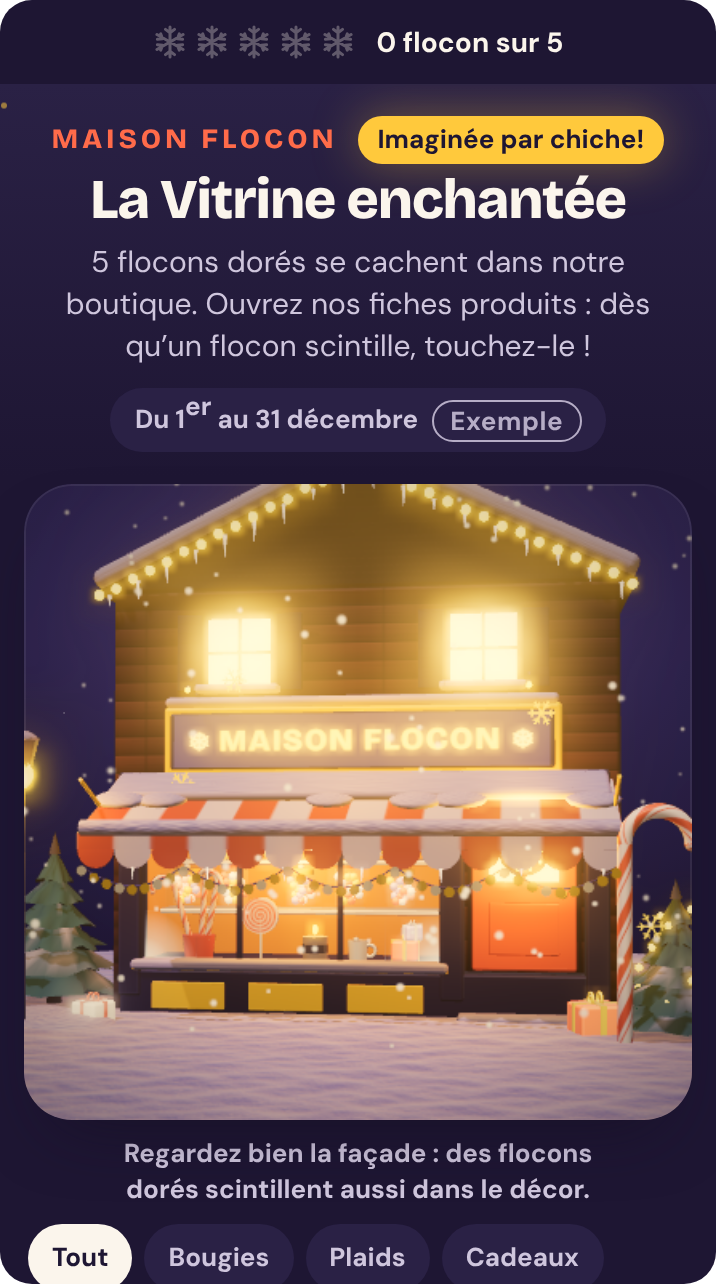 0 flocon sur 5
MAISON FLOCON Imaginée par chiche!
La Vitrine enchantée
5 flocons dorés se cachent dans notre
boutique. Ouvrez nos fiches produits : dès
qu’un flocon scintille, touchez-le !
Du 1er au 31 décembre Exemple
MAISON FLOCON
Regardez bien la façade : des flocons
dorés scintillent aussi dans le décor.
Tout Bougies Plaids Cadeaux